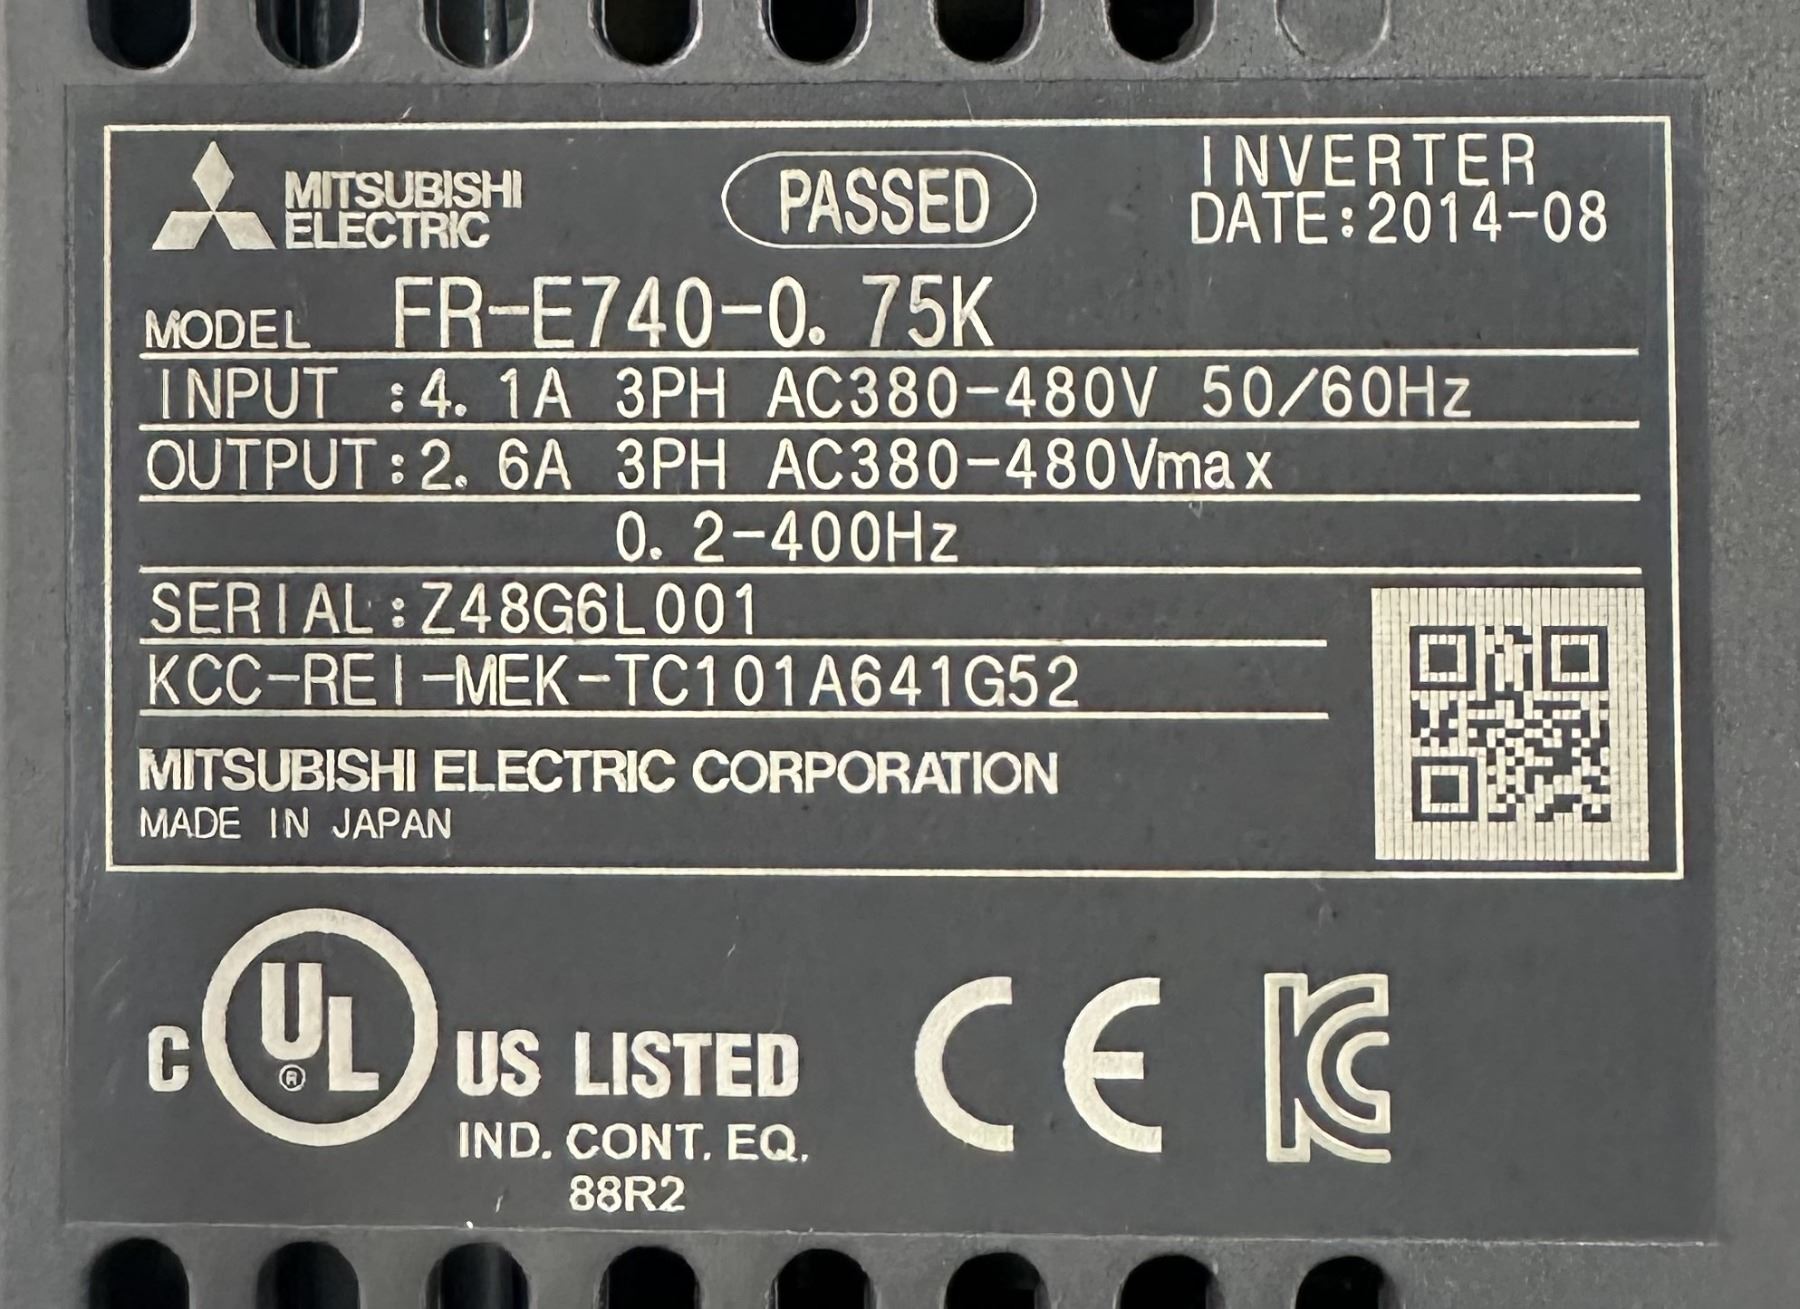 MITSUBISHI
ELECTRIC
PASSED
INVERTER
DATE:2014-08
MODEL FR-E740-0.75K
INPUT :4.1A 3PH AC380-480V 50/60Hz
OUTPUT:2.6A 3PH AC380-480Vmax
0.2-400Hz
SERIAL:Z48G6L001
KCC-REI-MEK-TC101A641G52
MITSUBISHI ELECTRIC CORPORATION
MADE IN JAPAN
C UL ® US LISTED
IND. CONT. EQ.
88R2
CE
KC